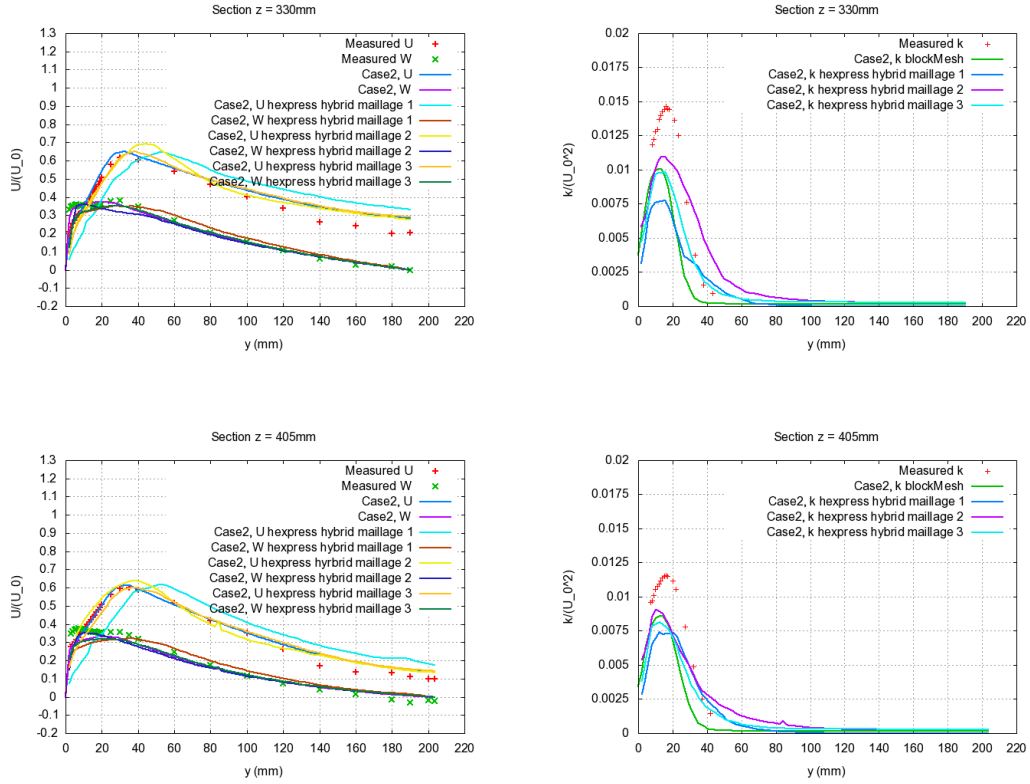 Section z = 330mm
1.3
1.2
1.1
1
0.9
0.8
0.7
0.6
0.5
0.4
0.3
0.2
0.1
0
-0.1
-0.2
U/(U_0)
Measured U
Measured W
Case2, U
Case2, W
Case2, U hexpress hybrid maillage 1
Case2, W hexpress hybrid maillage 1
Case2, U hexpress hyrbrid maillage 2
Case2, W hexpress hybrid maillage 2
Case2, U hexpress hybrid maillage 3
Case2, W hexpress hybrid maillage 3
0 20 40 60 80 100 120 140 160 180 200 220
y (mm)
Section z = 330mm
0.02
0.0175
0.015
0.0125
0.01
0.0075
0.005
0.0025
0
k/(U_0^2)
Measured k
Case2, k blockMesh
Case2, k hexpress hybrid maillage 1
Case2, k hexpress hybrid maillage 2
Case2, k hexpress hybrid maillage 3
0 20 40 60 80 100 120 140 160 180 200 220
y (mm)
Section z = 405mm
1.3
1.2
1.1
1
0.9
0.8
0.7
0.6
0.5
0.4
0.3
0.2
0.1
0
-0.1
-0.2
U/(U_0)
Measured U
Measured W
Case2, U
Case2, W
Case2, U hexpress hybrid maillage 1
Case2, W hexpress hybrid maillage 1
Case2, U hexpress hybrid maillage 2
Case2, W hexpress hybrid maillage 2
Case2, U hexpress hybrid maillage 3
Case2, W hexpress hybrid maillage 3
0 20 40 60 80 100 120 140 160 180 200 220
y (mm)
Section z = 405mm
0.02
0.0175
0.015
0.0125
0.01
0.0075
0.005
0.0025
0
k/(U_0^2)
Measured k
Case2, k blockMesh
Case2, k hexpress hybrid maillage 1
Case2, k hexpress hybrid maillage 2
Case2, k hexpress hybrid maillage 3
0 20 40 60 80 100 120 140 160 180 200 220
y (mm)